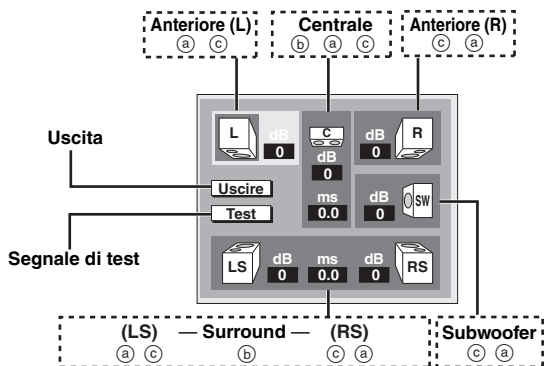 Anteriore (L) Centrale Anteriore (R)
ⓐ ⓒ ⓑ ⓐ ⓒ ⓒ ⓐ
L dB 0 C dB 0 dB 0 R
Uscita
Uscire ms 0.0 dB 0 SW
Test
Segnale di test
LS dB 0 ms 0.0 dB 0 RS
(LS) — Surround — (RS) Subwoofer
ⓐ ⓒ ⓑ ⓒ ⓐ ⓒ ⓐ